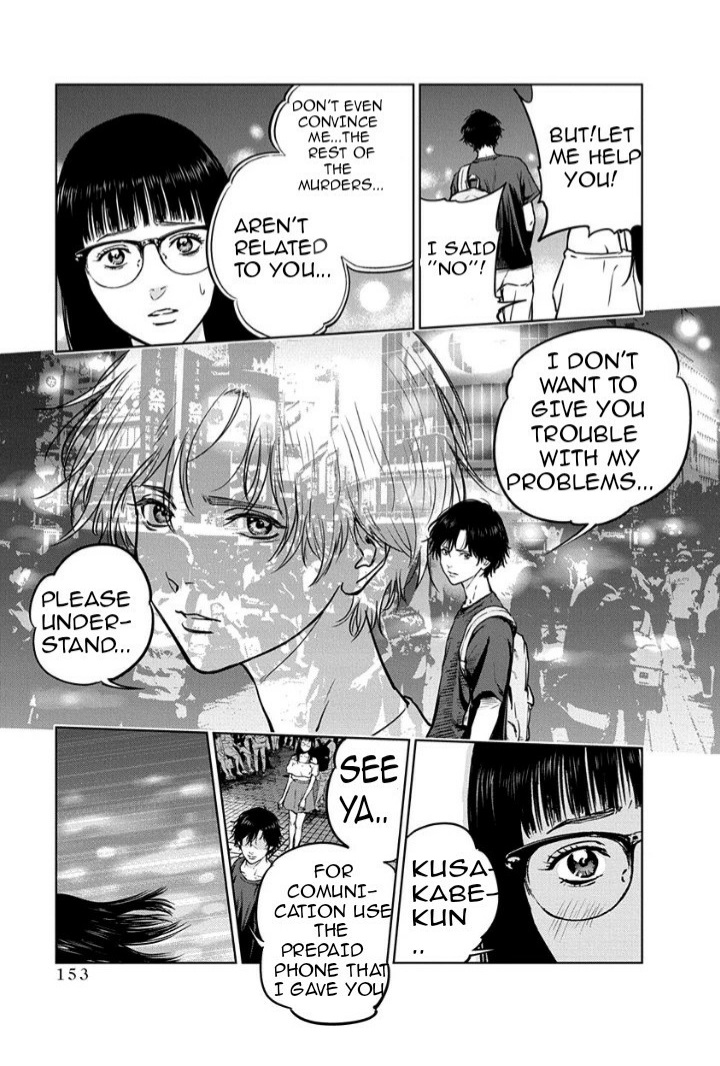 BUT!LET
ME HELP
YOU!
I SAID
"NO"!
DON'T EVEN
CONVINCE
ME...THE
REST OF
THE
MURDERS...
AREN'T
RELATED
TO YOU...
I DON'T
WANT TO
GIVE YOU
TROUBLE
WITH MY
PROBLEMS...
PLEASE
UNDER-
STAND...
祭
祭
KUSA-
KABE-
KUN
..
SEE
YA..
FOR
COMUNI-
CATION USE
THE
PREPAID
PHONE THAT
I GAVE YOU
153